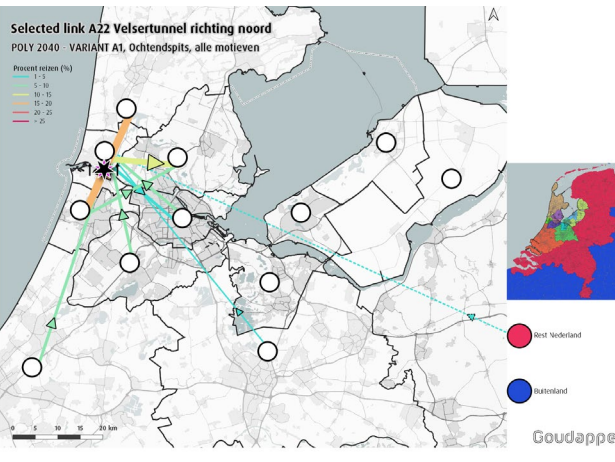 Selected link A22 Velsertunnel richting noord
POLY 2040 - VARIANT A1, Ochtendspits, alle motieven
Procent reizen (%)
1 - 5
5 - 10
10 - 15
15 - 20
20 - 25
> 25
Rest Nederland
Buitenland
0 5 10 15 20 km
Goudappe